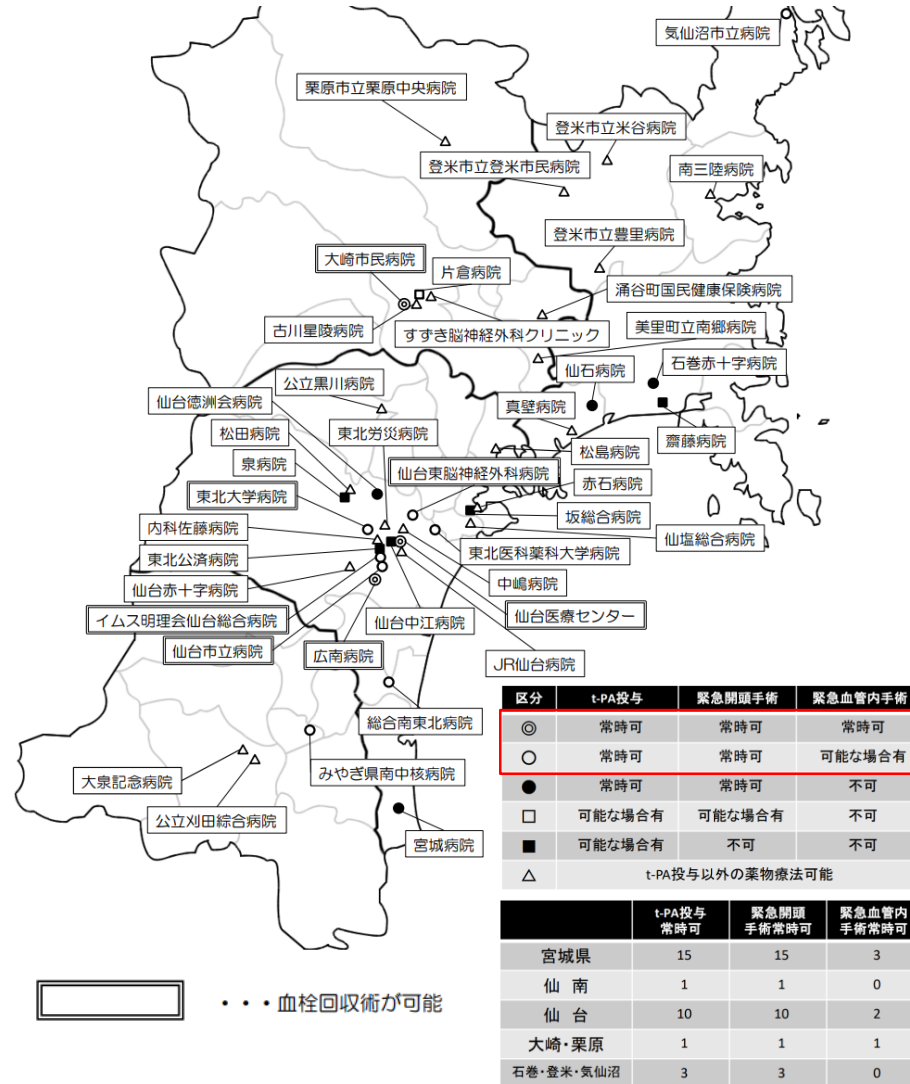 気仙沼市立病院
栗原市立栗原中央病院
登米市立米谷病院
登米市立登米市民病院
南三陸病院
登米市立豊里病院
大崎市民病院
片倉病院
涌谷町国民健康保険病院
古川星陵病院
すずき脳神経外科クリニック
美里町立南郷病院
石巻赤十字病院
仙石病院
公立黒川病院
仙台徳洲会病院
真壁病院
松田病院
東北労災病院
齋藤病院
松島病院
泉病院
仙台東脳神経外科病院
赤石病院
東北大学病院
坂総合病院
内科佐藤病院
仙塩総合病院
東北公済病院
東北医科薬科大学病院
仙台赤十字病院
中嶋病院
イムス明理会仙台総合病院
仙台中江病院
仙台医療センター
仙台市立病院
広南病院
JR仙台病院
総合南東北病院
みやぎ県南中核病院
大泉記念病院
公立刈田綜合病院
宮城病院
区分 t-PA投与 緊急開頭手術 緊急血管内手術
◎ 常時可 常時可 常時可
○ 常時可 常時可 可能な場合有
● 常時可 常時可 不可
□ 可能な場合有 可能な場合有 不可
■ 可能な場合有 不可 不可
△ t-PA投与以外の薬物療法可能
t-PA投与 緊急開頭 緊急血管内
常時可 手術常時可 手術常時可
宮城県 15 15 3
仙 南 1 1 0
仙 台 10 10 2
大崎・栗原 1 1 1
石巻・登米・気仙沼 3 3 0
・・・血栓回収術が可能